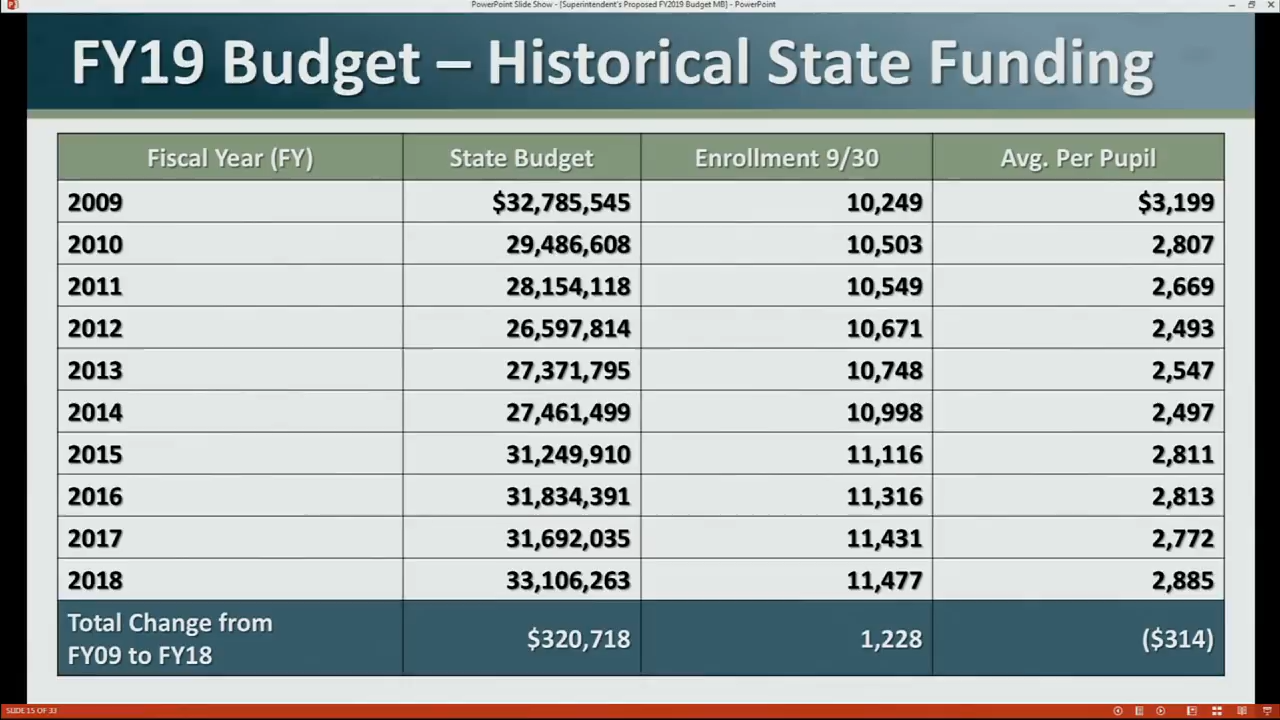 PowerPoint Slide Show - (Superintendent's Proposed FY2019 Budget MB) - PowerPoint
FY19 Budget – Historical State Funding
Fiscal Year (FY) State Budget Enrollment 9/30 Avg. Per Pupil
2009 $32,785,545 10,249 $3,199
2010 29,486,608 10,503 2,807
2011 28,154,118 10,549 2,669
2012 26,597,814 10,671 2,493
2013 27,371,795 10,748 2,547
2014 27,461,499 10,998 2,497
2015 31,249,910 11,116 2,811
2016 31,834,391 11,316 2,813
2017 31,692,035 11,431 2,772
2018 33,106,263 11,477 2,885
Total Change from
FY09 to FY18 $320,718 1,228 ($314)
SLIDE 15 OF 33